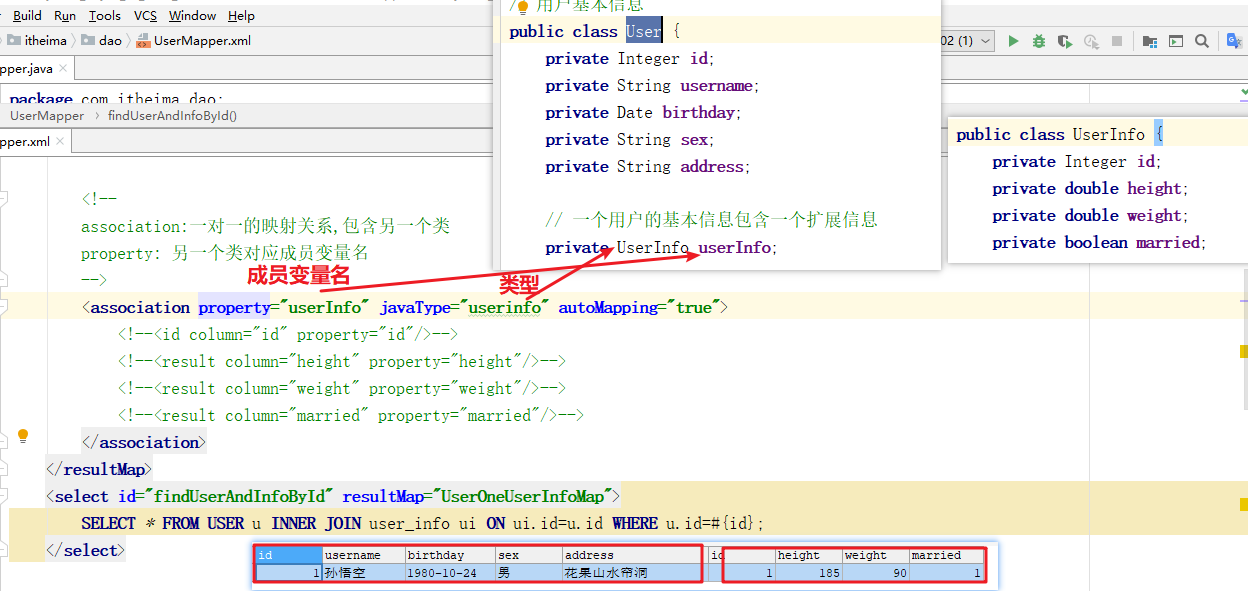 Build Run Tools VCS Window Help
itheima dao UserMapper.xml
02 (1)
pper.java
package com.itheima.dao;
UserMapper findUserAndInfoById()
pper.xml
// 用户基本信息
public class User {
private Integer id;
private String username;
private Date birthday;
private String sex;
private String address;
// 一个用户的基本信息包含一个扩展信息
private UserInfo userInfo;
public class UserInfo {
private Integer id;
private double height;
private double weight;
private boolean married;
<!--
association:一对一的映射关系,包含另一个类
property: 另一个类对应成员变量名
-->
成员变量名
类型
<association property="userInfo" javaType="userinfo" autoMapping="true">
<!--<id column="id" property="id"/>-->
<!--<result column="height" property="height"/>-->
<!--<result column="weight" property="weight"/>-->
<!--<result column="married" property="married"/>-->
</association>
</resultMap>
<select id="findUserAndInfoById" resultMap="UserOneUserInfoMap">
SELECT * FROM USER u INNER JOIN user_info ui ON ui.id=u.id WHERE u.id=#{id};
</select>
id username birthday sex address id height weight married
1 孙悟空 1980-10-24 男 花果山水帘洞 1 185 90 1